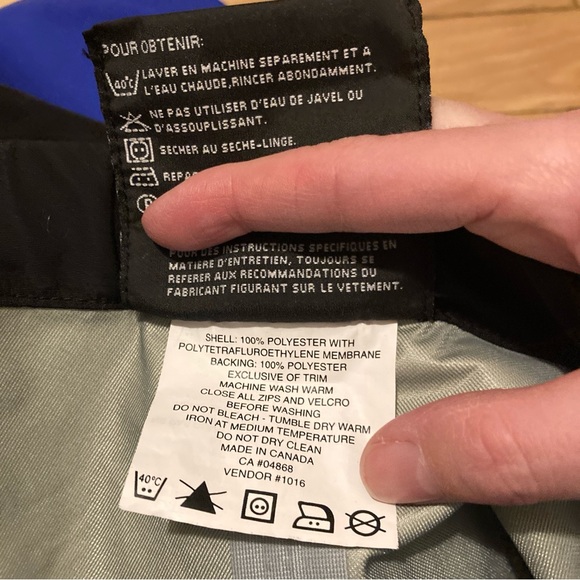 POUR OBTENIR:
40°C LAVER EN MACHINE SEPAREMENT ET A
L'EAU CHAUDE, RINCER ABONDAMMENT.
NE PAS UTILISER D'EAU DE JAVEL OU
D'ASSOUPLISSANT.
SECHER AU SECHE-LINGE.
POUR DES INSTRUCTIONS SPECIFIQUES EN
MATIERE D'ENTRETIEN, TOUJOURS SE
REFERER AUX RECOMMANDATIONS DU
FABRICANT FIGURANT SUR LE VETEMENT.
SHELL: 100% POLYESTER WITH
POLYTETRAFLUROETHYLENE MEMBRANE
BACKING: 100% POLYESTER
EXCLUSIVE OF TRIM
MACHINE WASH WARM
CLOSE ALL ZIPS AND VELCRO
BEFORE WASHING
DO NOT BLEACH - TUMBLE DRY WARM
IRON AT MEDIUM TEMPERATURE
DO NOT DRY CLEAN
MADE IN CANADA
CA #04868
VENDOR #1016
40°C